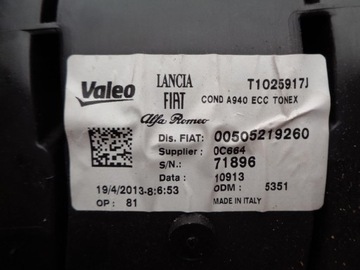 Valeo
LANCIA
FIAT
Alfa Romeo
T1025917J
COND A940 ECC TONEX
Dis. FIAT: 00505219260
Supplier : 0C664
S/N.: 71896
Data : 10913
ODM : 5351
19/4/2013-8:6:53
OP : 81
MADE IN ITALY